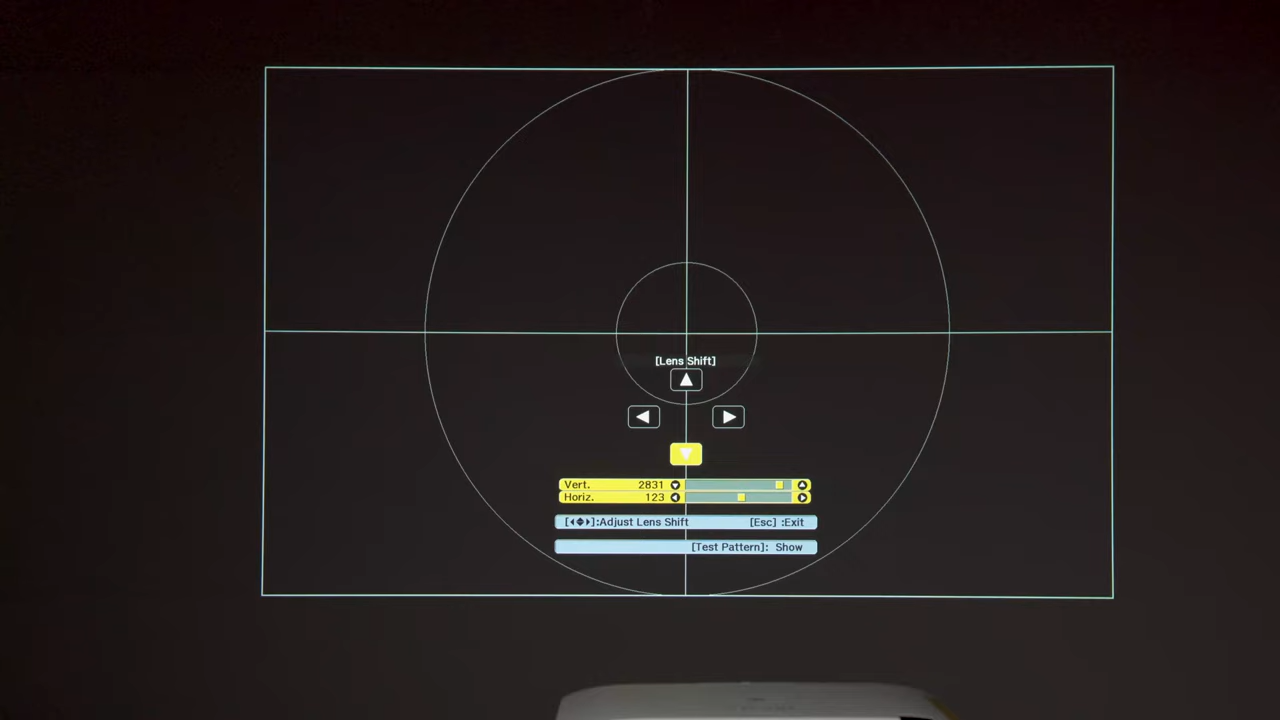 [Lens Shift]
Vert. 2831
Horiz. 123
[◀◆▶]:Adjust Lens Shift [Esc] :Exit
[Test Pattern]: Show